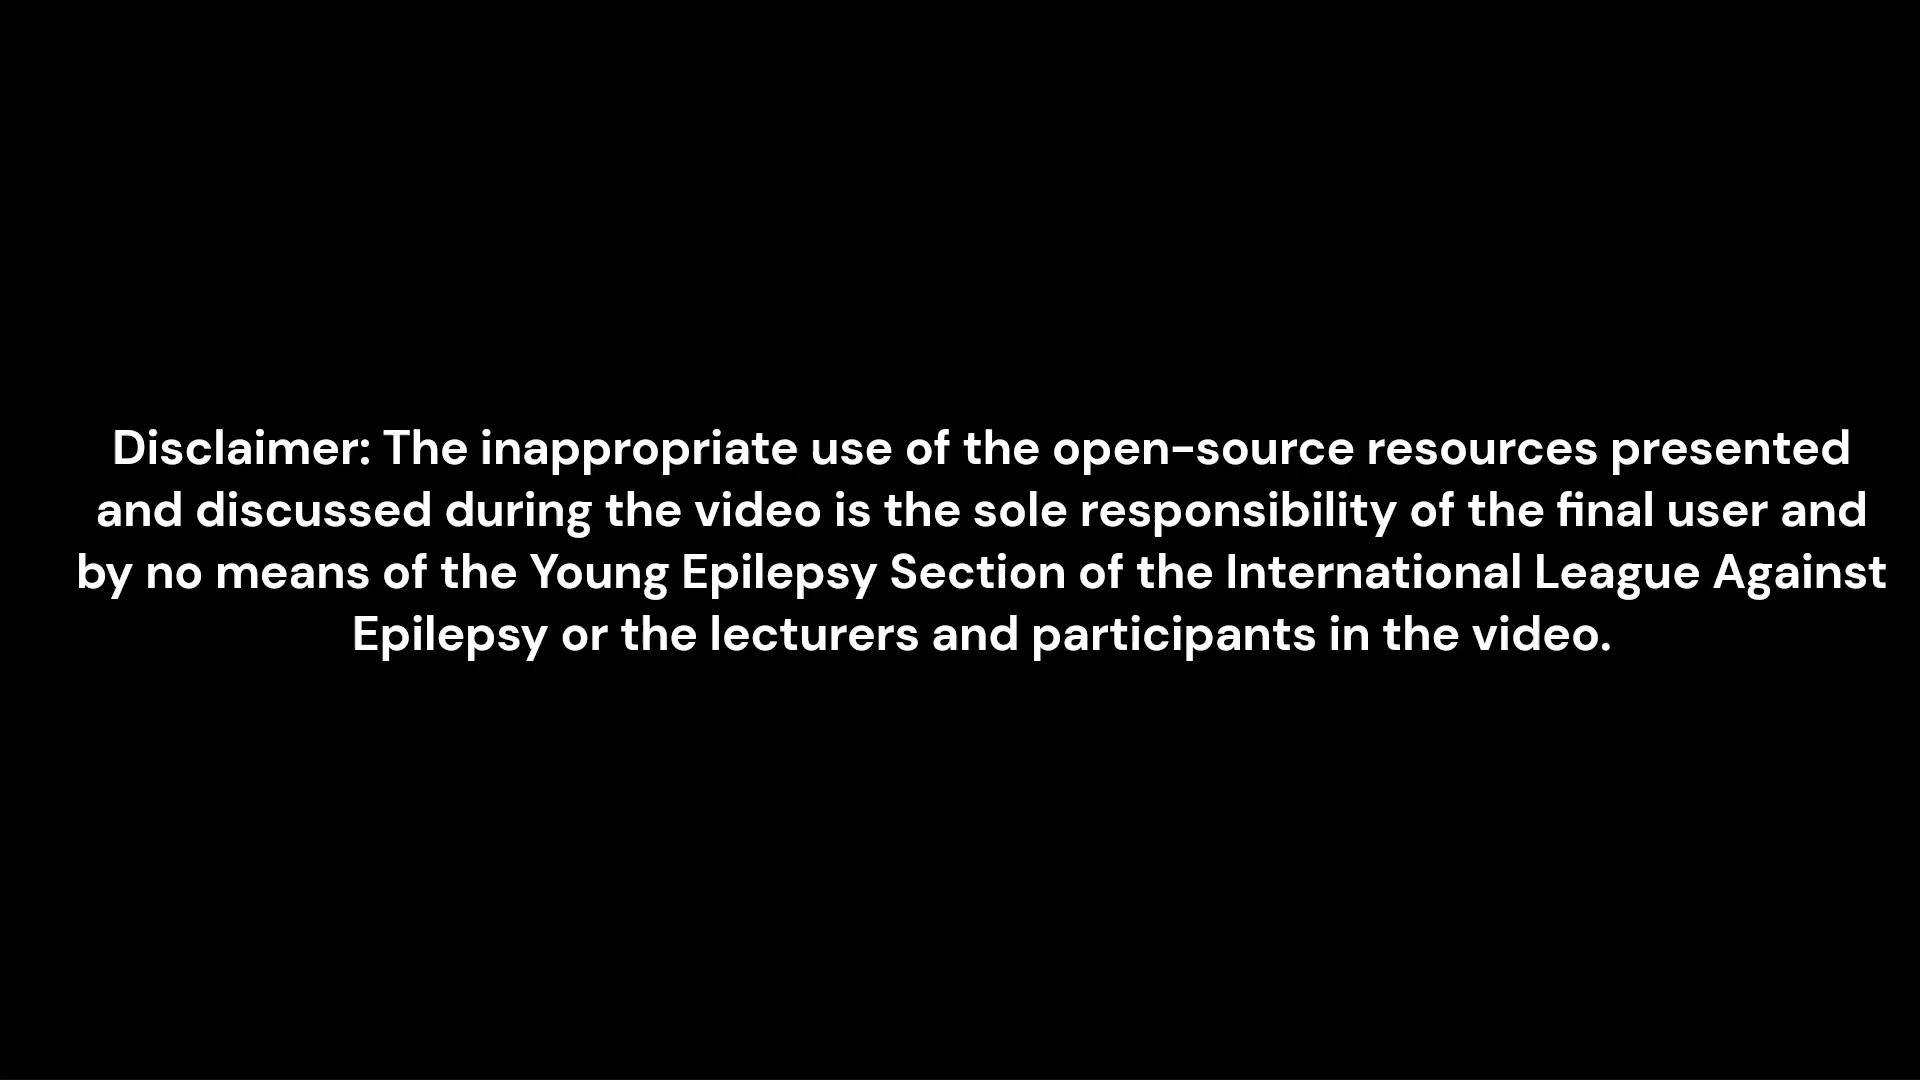 Disclaimer: The inappropriate use of the open-source resources presented
and discussed during the video is the sole responsibility of the final user and
by no means of the Young Epilepsy Section of the International League Against
Epilepsy or the lecturers and participants in the video.